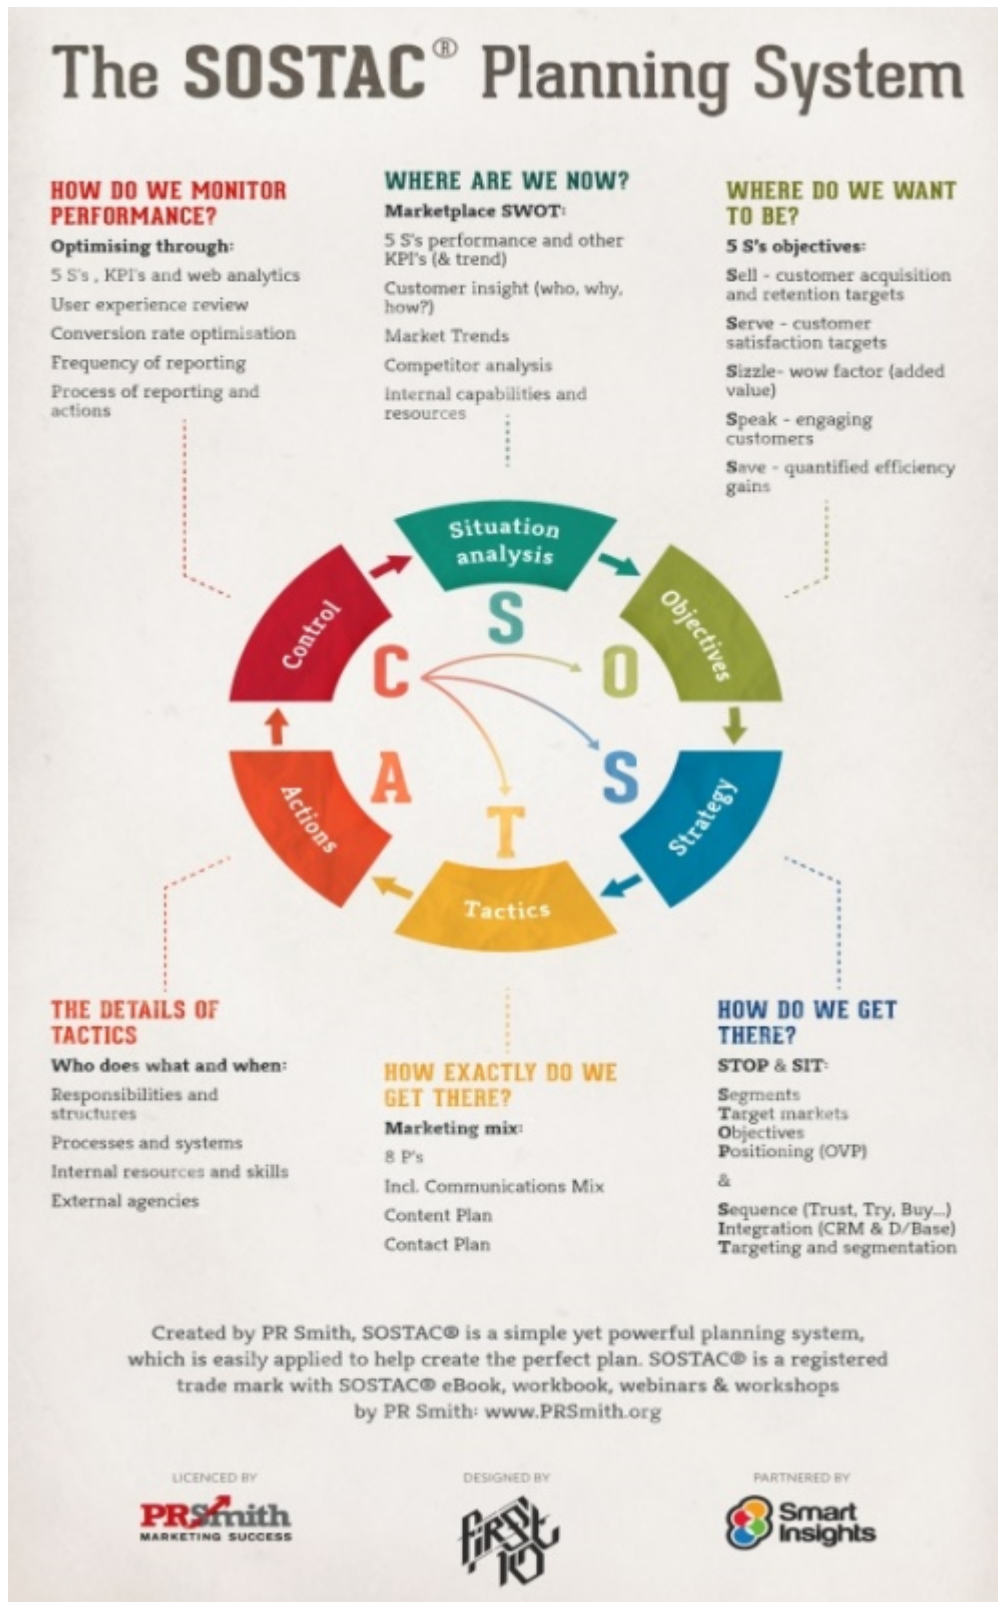 The SOSTAC® Planning System
HOW DO WE MONITOR
PERFORMANCE?
Optimising through:
5 S's , KPI's and web analytics
User experience review
Conversion rate optimisation
Frequency of reporting
Process of reporting and
actions
WHERE ARE WE NOW?
Marketplace SWOT:
5 S's performance and other
KPI's (& trend)
Customer insight (who, why,
how?)
Market Trends
Competitor analysis
Internal capabilities and
resources
WHERE DO WE WANT
TO BE?
5 S's objectives:
Sell - customer acquisition
and retention targets
Serve - customer
satisfaction targets
Sizzle- wow factor (added
value)
Speak - engaging
customers
Save - quantified efficiency
gains
Situation
analysis
Objectives
Strategy
Tactics
Actions
Control
S
O
S
T
A
C
THE DETAILS OF
TACTICS
Who does what and when:
Responsibilities and
structures
Processes and systems
Internal resources and skills
External agencies
HOW EXACTLY DO WE
GET THERE?
Marketing mix:
8 P's
Incl. Communications Mix
Content Plan
Contact Plan
HOW DO WE GET
THERE?
STOP & SIT:
Segments
Target markets
Objectives
Positioning (OVP)
&
Sequence (Trust, Try, Buy...)
Integration (CRM & D/Base)
Targeting and segmentation
Created by PR Smith, SOSTAC® is a simple yet powerful planning system,
which is easily applied to help create the perfect plan. SOSTAC® is a registered
trade mark with SOSTAC® eBook, workbook, webinars & workshops
by PR Smith: www.PRSmith.org
LICENCED BY
PRSmith
MARKETING SUCCESS
DESIGNED BY
first
10
PARTNERED BY
Smart
Insights